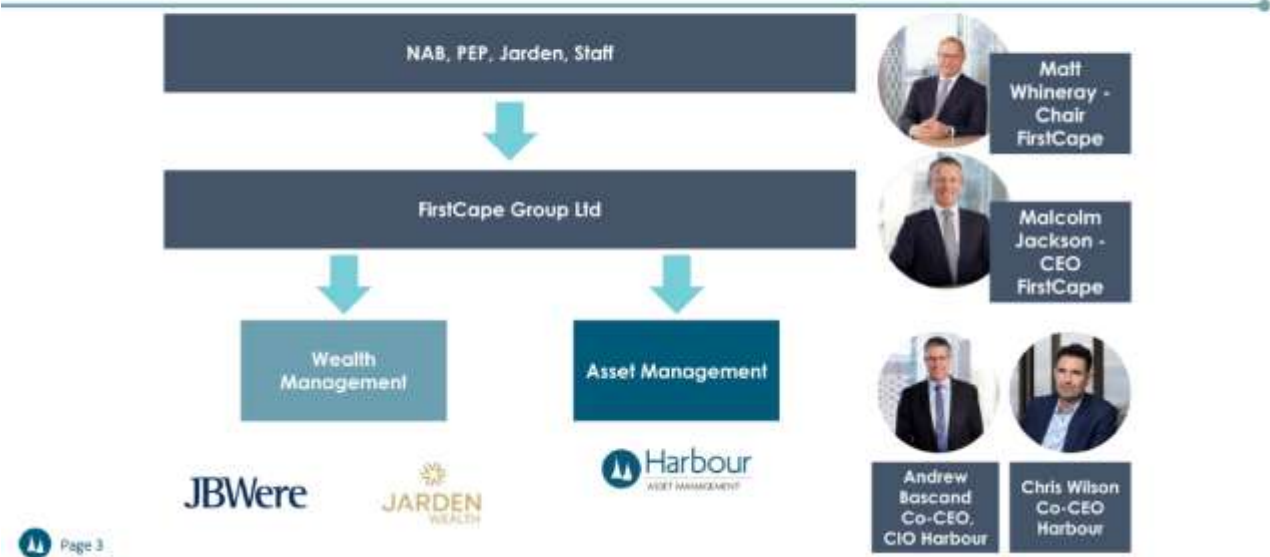 NAB, PEP, Jarden, Staff
Matt
Whineray -
Chair
FirstCape
FirstCape Group Ltd
Malcolm
Jackson -
CEO
FirstCape
Wealth
Management
Asset Management
JBWere
JARDEN
WEALTH
Harbour
ASSET MANAGEMENT
Andrew
Bascand
Co-CEO,
CIO Harbour
Chris Wilson
Co-CEO
Harbour
Page 3